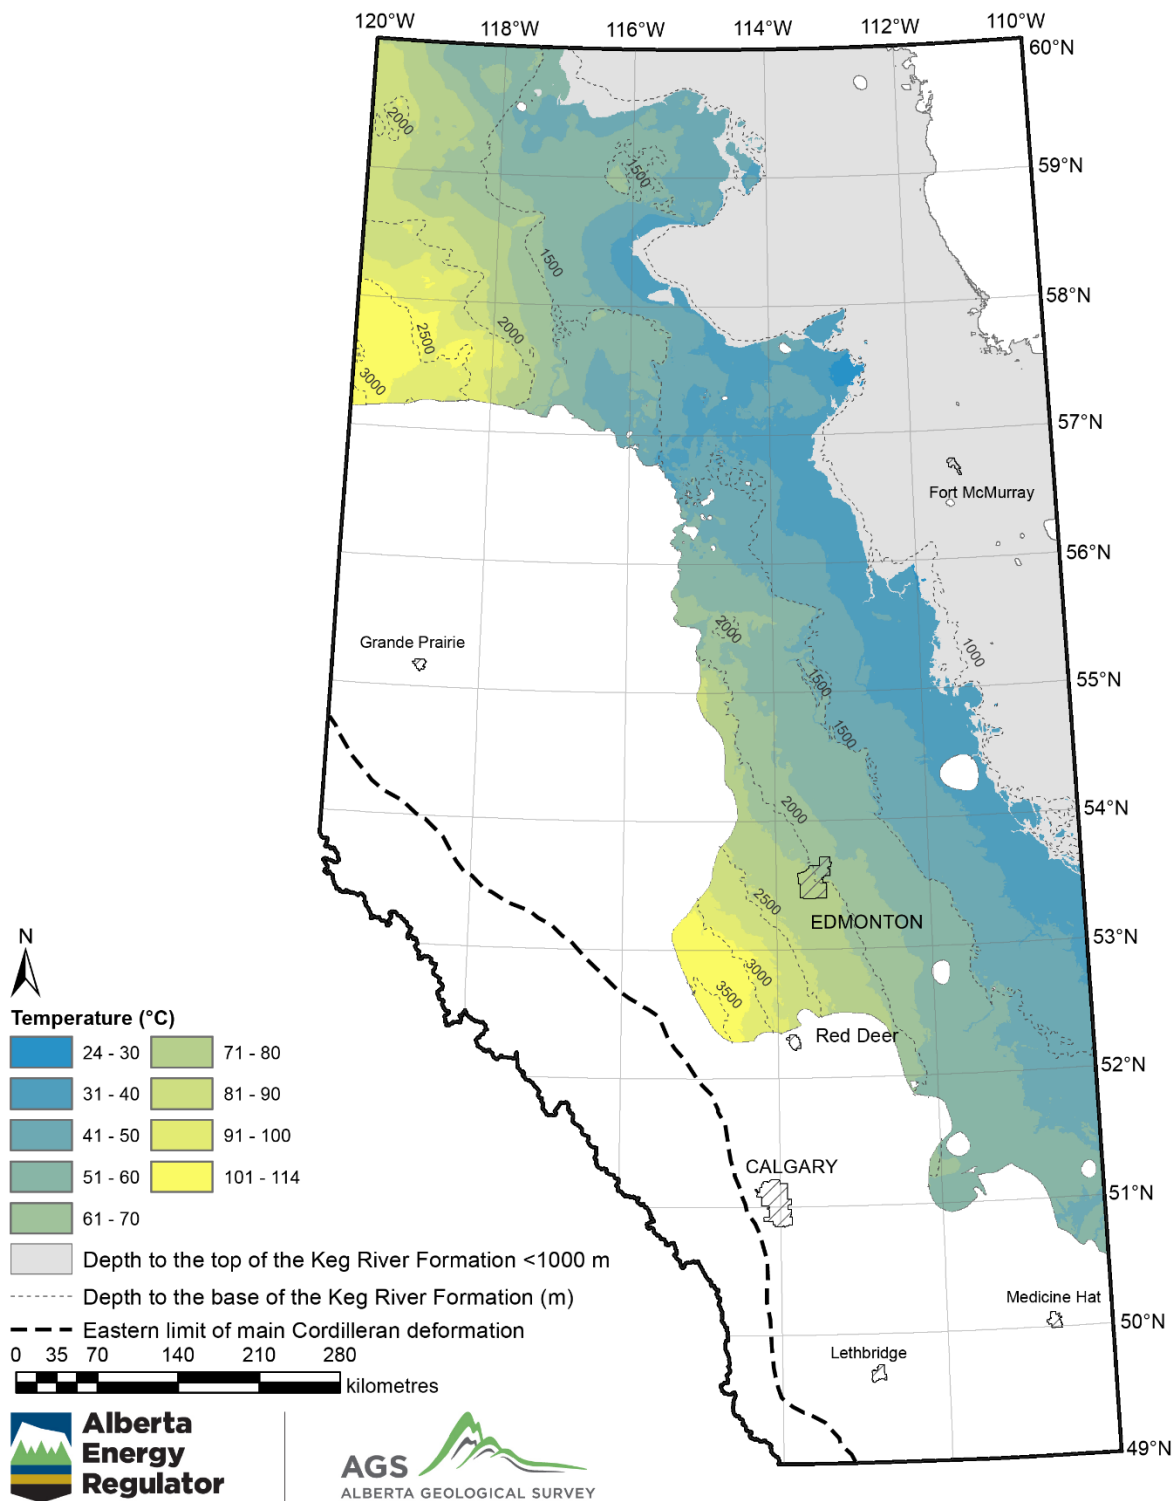 120°W 118°W 116°W 114°W 112°W 110°W
60°N
2000
59°N
1500
1500
58°N
2000
2500
3000
57°N
Fort McMurray
56°N
2000
Grande Prairie
1000
1500
55°N
1500
2000
54°N
2500
EDMONTON
53°N
N
3000
3500
Temperature (°C)
Red Deer
24 - 30 71 - 80
52°N
31 - 40 81 - 90
41 - 50 91 - 100
51 - 60 101 - 114
CALGARY
51°N
61 - 70
Depth to the top of the Keg River Formation <1000 m
Depth to the base of the Keg River Formation (m)
Medicine Hat
50°N
Eastern limit of main Cordilleran deformation
0 35 70 140 210 280
Lethbridge
kilometres
49°N
Alberta
Energy
Regulator
AGS
ALBERTA GEOLOGICAL SURVEY